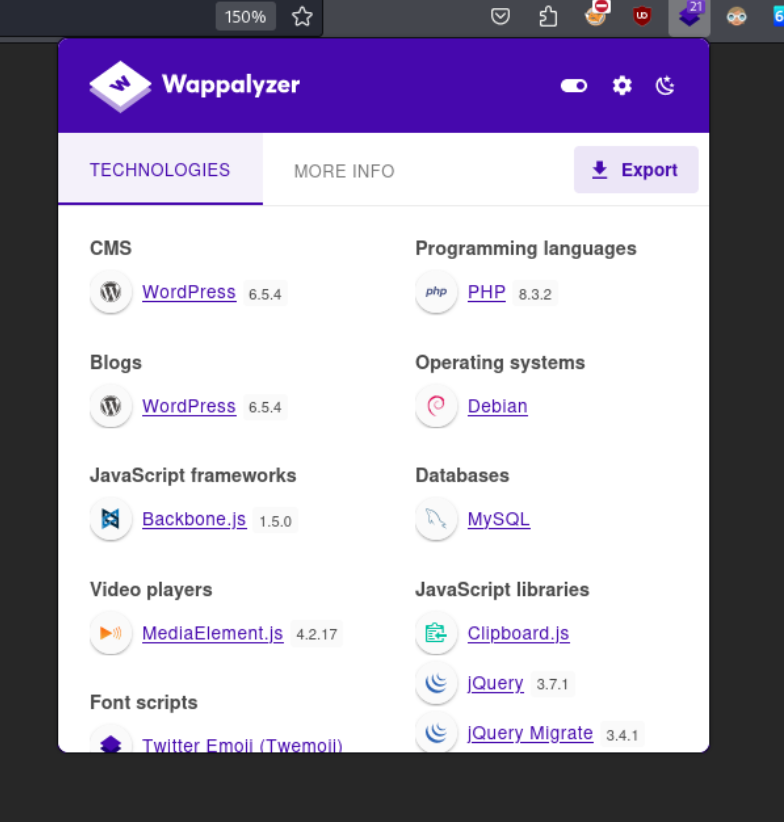 150%
21
Wappalyzer
TECHNOLOGIES
MORE INFO
Export
CMS
WordPress 6.5.4
Programming languages
php PHP 8.3.2
Blogs
WordPress 6.5.4
Operating systems
Debian
JavaScript frameworks
Backbone.js 1.5.0
Databases
MySQL
Video players
MediaElement.js 4.2.17
JavaScript libraries
Clipboard.js
jQuery 3.7.1
jQuery Migrate 3.4.1
Font scripts
Twitter Emoji (Twemoji)